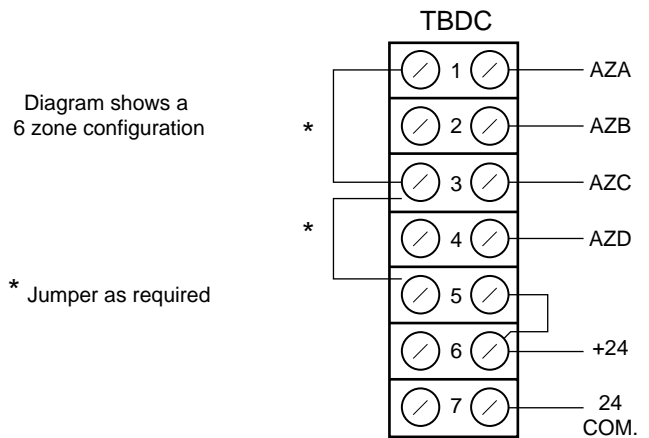 TBDC
Diagram shows a
6 zone configuration
* Jumper as required
*
*
1 AZA
2 AZB
3 AZC
4 AZD
5
6 +24
7 24
COM.